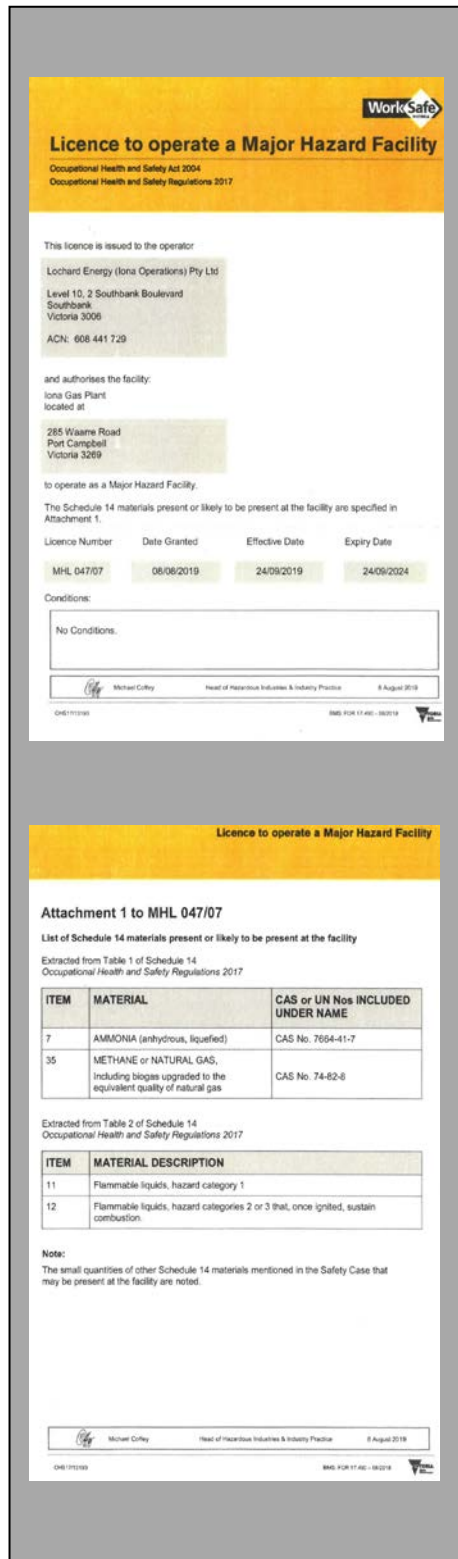 WorkSafe
VICTORIA
Licence to operate a Major Hazard Facility
Occupational Health and Safety Act 2004
Occupational Health and Safety Regulations 2017
This licence is issued to the operator
Lochard Energy (Iona Operations) Pty Ltd
Level 10, 2 Southbank Boulevard
Southbank
Victoria 3006
ACN: 608 441 729
and authorises the facility:
Iona Gas Plant
located at
285 Waarre Road
Port Campbell
Victoria 3269
to operate as a Major Hazard Facility.
The Schedule 14 materials present or likely to be present at the facility are specified in
Attachment 1.
Licence Number Date Granted Effective Date Expiry Date
MHL 047/07 08/08/2019 24/09/2019 24/09/2024
Conditions:
No Conditions.
Michael Coffey Head of Hazardous Industries & Industry Practice 8 August 2019
Licence to operate a Major Hazard Facility
Attachment 1 to MHL 047/07
List of Schedule 14 materials present or likely to be present at the facility
Extracted from Table 1 of Schedule 14
Occupational Health and Safety Regulations 2017
ITEM MATERIAL CAS or UN Nos INCLUDED
UNDER NAME
7 AMMONIA (anhydrous, liquefied) CAS No. 7664-41-7
35 METHANE or NATURAL GAS,
Including biogas upgraded to the CAS No. 74-82-8
equivalent quality of natural gas
Extracted from Table 2 of Schedule 14
Occupational Health and Safety Regulations 2017
ITEM MATERIAL DESCRIPTION
11 Flammable liquids, hazard category 1
12 Flammable liquids, hazard categories 2 or 3 that, once ignited, sustain
combustion.
Note:
The small quantities of other Schedule 14 materials mentioned in the Safety Case that
may be present at the facility are noted.
Michael Coffey Head of Hazardous Industries & Industry Practice 8 August 2019